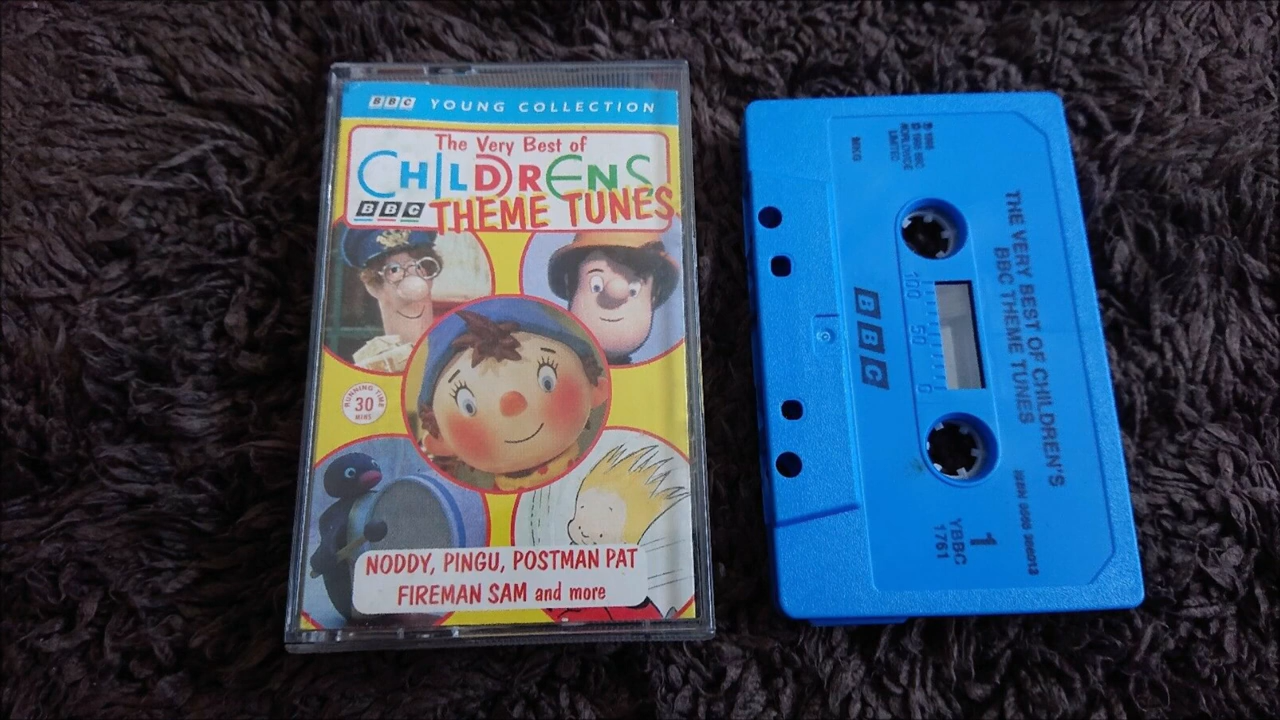 BBC YOUNG COLLECTION
The Very Best of
CHILDRENS
BBC THEME TUNES
RUNNING TIME
30
MINS
NODDY, PINGU, POSTMAN PAT
FIREMAN SAM and more
THE VERY BEST OF CHILDREN'S
BBC THEME TUNES
BBC
100 50 0
WORLDWIDE
LIMITED
1
YBBC
1761